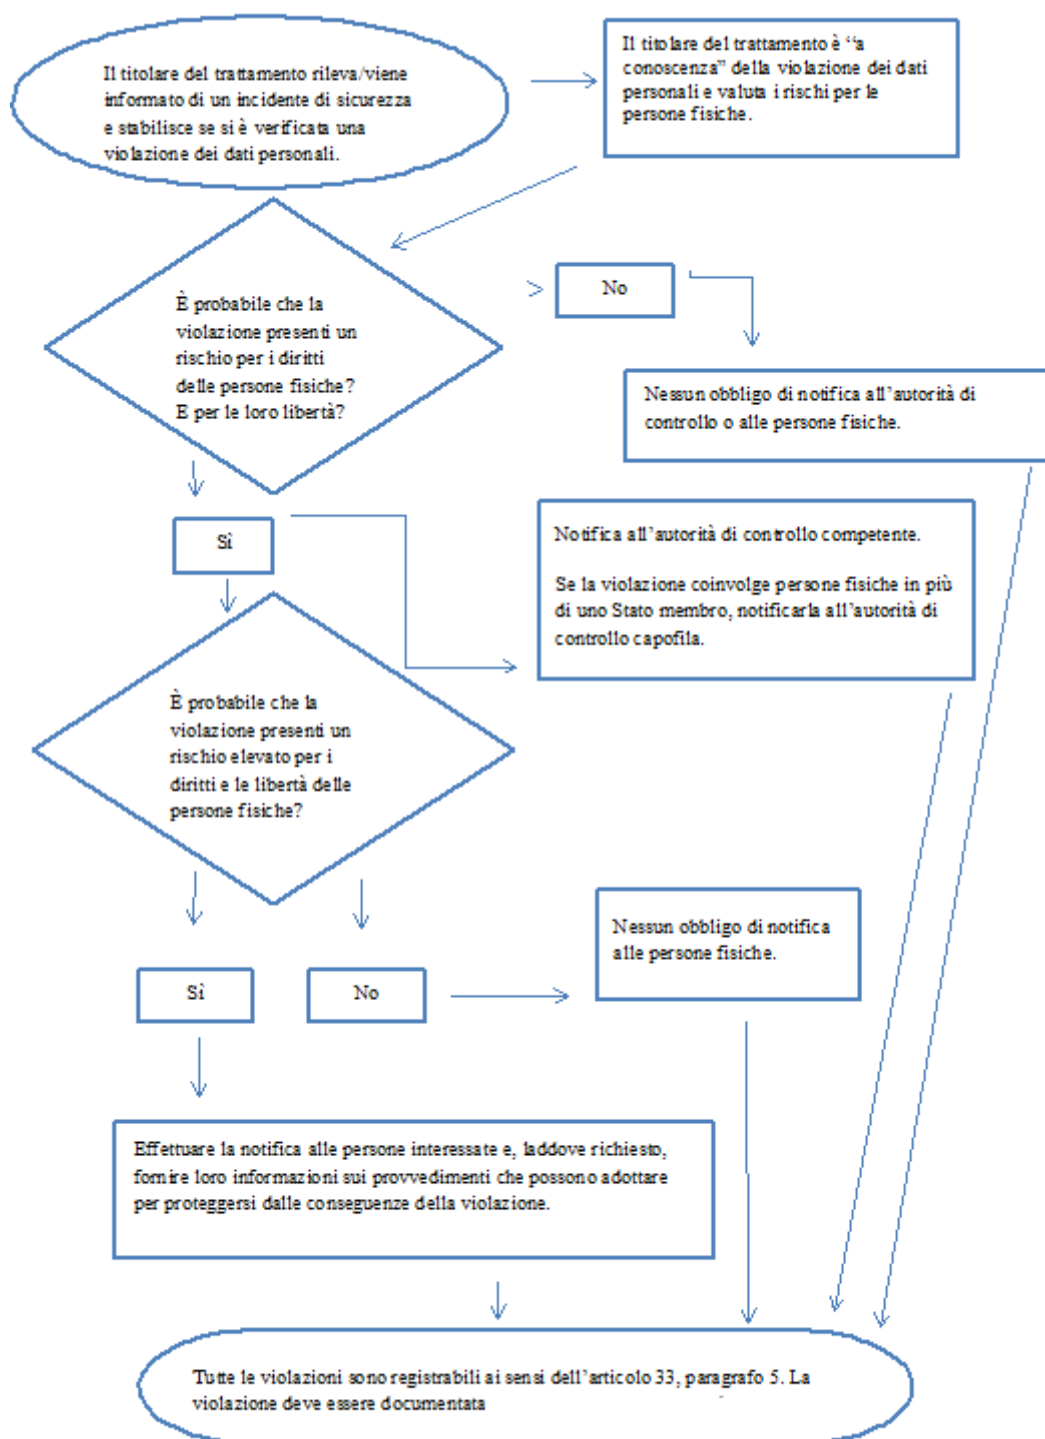 Il titolare del trattamento rileva/viene
informato di un incidente di sicurezza
e stabilisce se si è verificata una
violazione dei dati personali.
Il titolare del trattamento è “a
conoscenza” della violazione dei dati
personali e valuta i rischi per le
persone fisiche.
È probabile che la
violazione presenti un
rischio per i diritti
delle persone fisiche?
E per le loro libertà?
No
Nessun obbligo di notifica all’autorità di
controllo o alle persone fisiche.
Sì
Notifica all’autorità di controllo competente.
Se la violazione coinvolge persone fisiche in più
di uno Stato membro, notificarla all’autorità di
controllo capofila.
È probabile che la
violazione presenti un
rischio elevato per i
diritti e le libertà delle
persone fisiche?
Sì
No
Nessun obbligo di notifica
alle persone fisiche.
Effettuare la notifica alle persone interessate e, laddove richiesto,
fornire loro informazioni sui provvedimenti che possono adottare
per proteggersi dalle conseguenze della violazione.
Tutte le violazioni sono registrabili ai sensi dell’articolo 33, paragrafo 5. La
violazione deve essere documentata